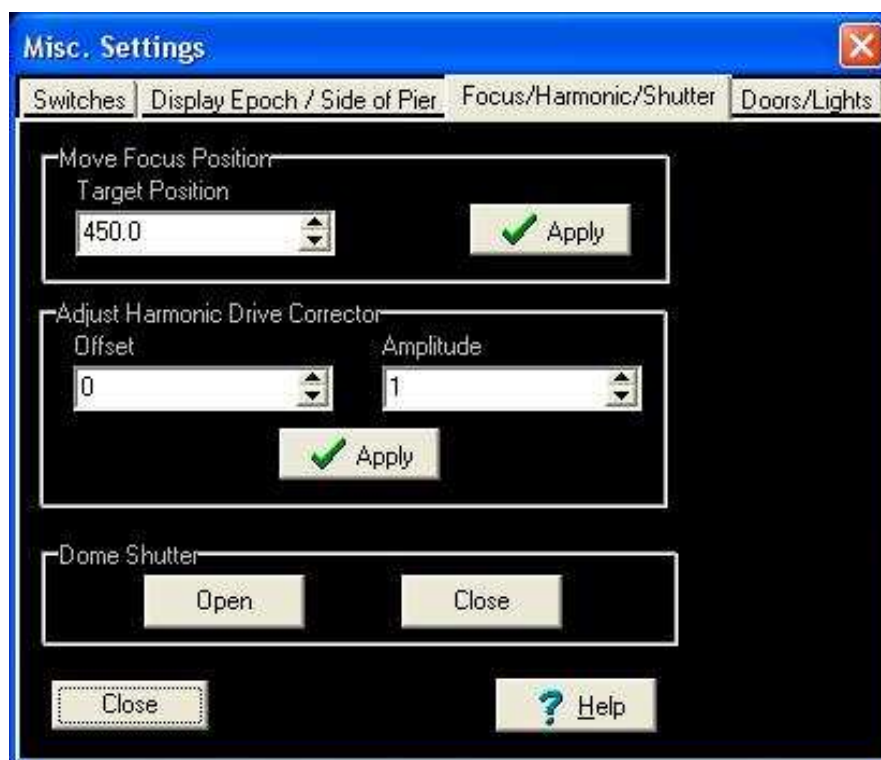 Misc. Settings
Switches Display Epoch / Side of Pier Focus/Harmonic/Shutter Doors/Lights
Move Focus Position
Target Position
450.0 Apply
Adjust Harmonic Drive Corrector
Offset Amplitude
0 1
Apply
Dome Shutter
Open Close
Close ? Help